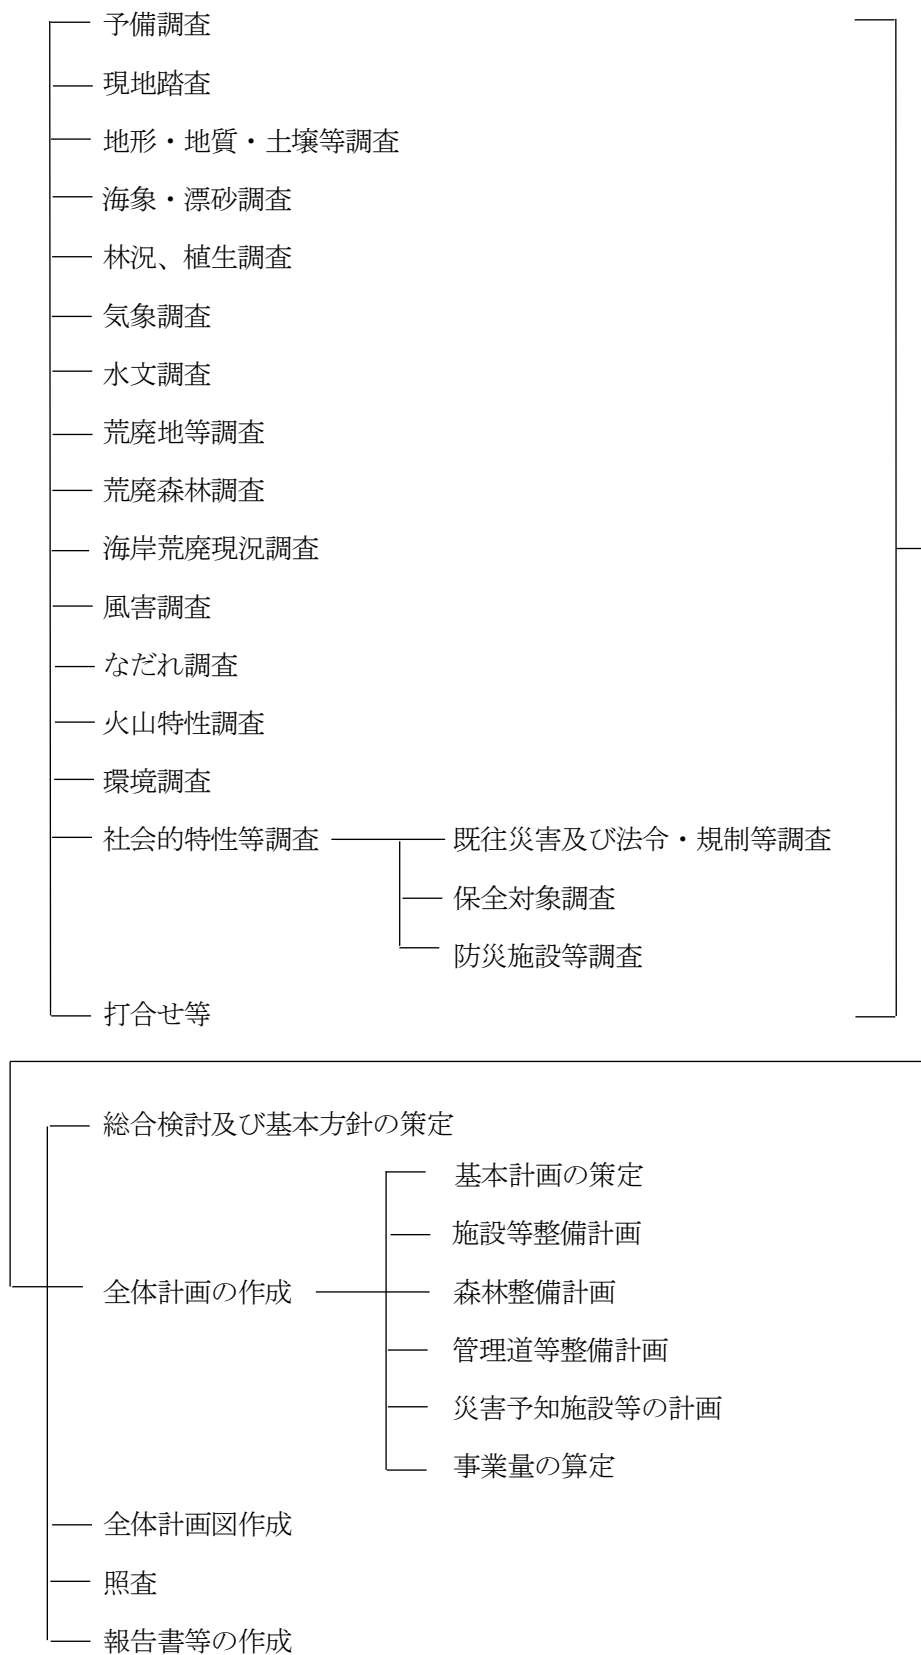 予備調査
現地踏査
地形・地質・土壌等調査
海象・漂砂調査
林況、植生調査
気象調査
水文調査
荒廃地等調査
荒廃森林調査
海岸荒廃現況調査
風害調査
なだれ調査
火山特性調査
環境調査
社会的特性等調査
既往災害及び法令・規制等調査
保全対象調査
防災施設等調査
打合せ等
総合検討及び基本方針の策定
基本計画の策定
施設等整備計画
全体計画の作成
森林整備計画
管理道等整備計画
災害予知施設等の計画
事業量の算定
全体計画図作成
照査
報告書等の作成